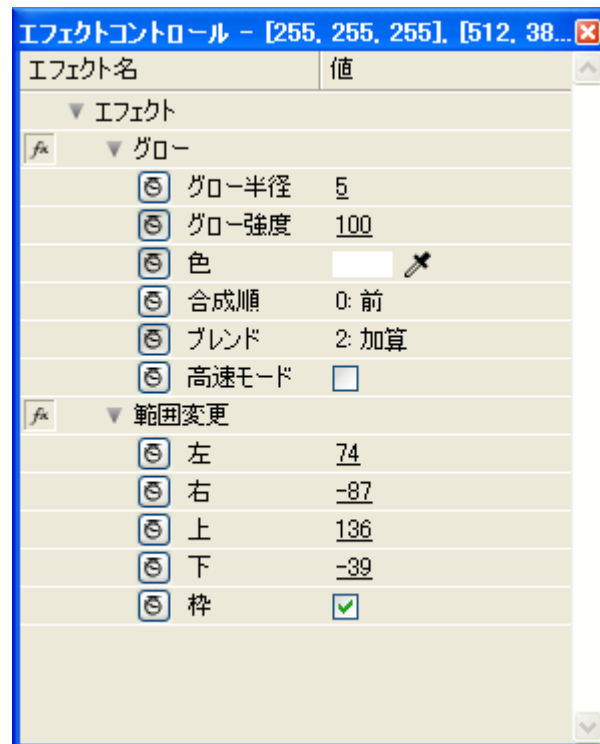 エフェクトコントロール - [255, 255, 255], [512, 38...
エフェクト名 値
エフェクト
グロー
グロー半径 5
グロー強度 100
色
合成順 0: 前
ブレンド 2: 加算
高速モード
範囲変更
左 74
右 -87
上 136
下 -39
枠